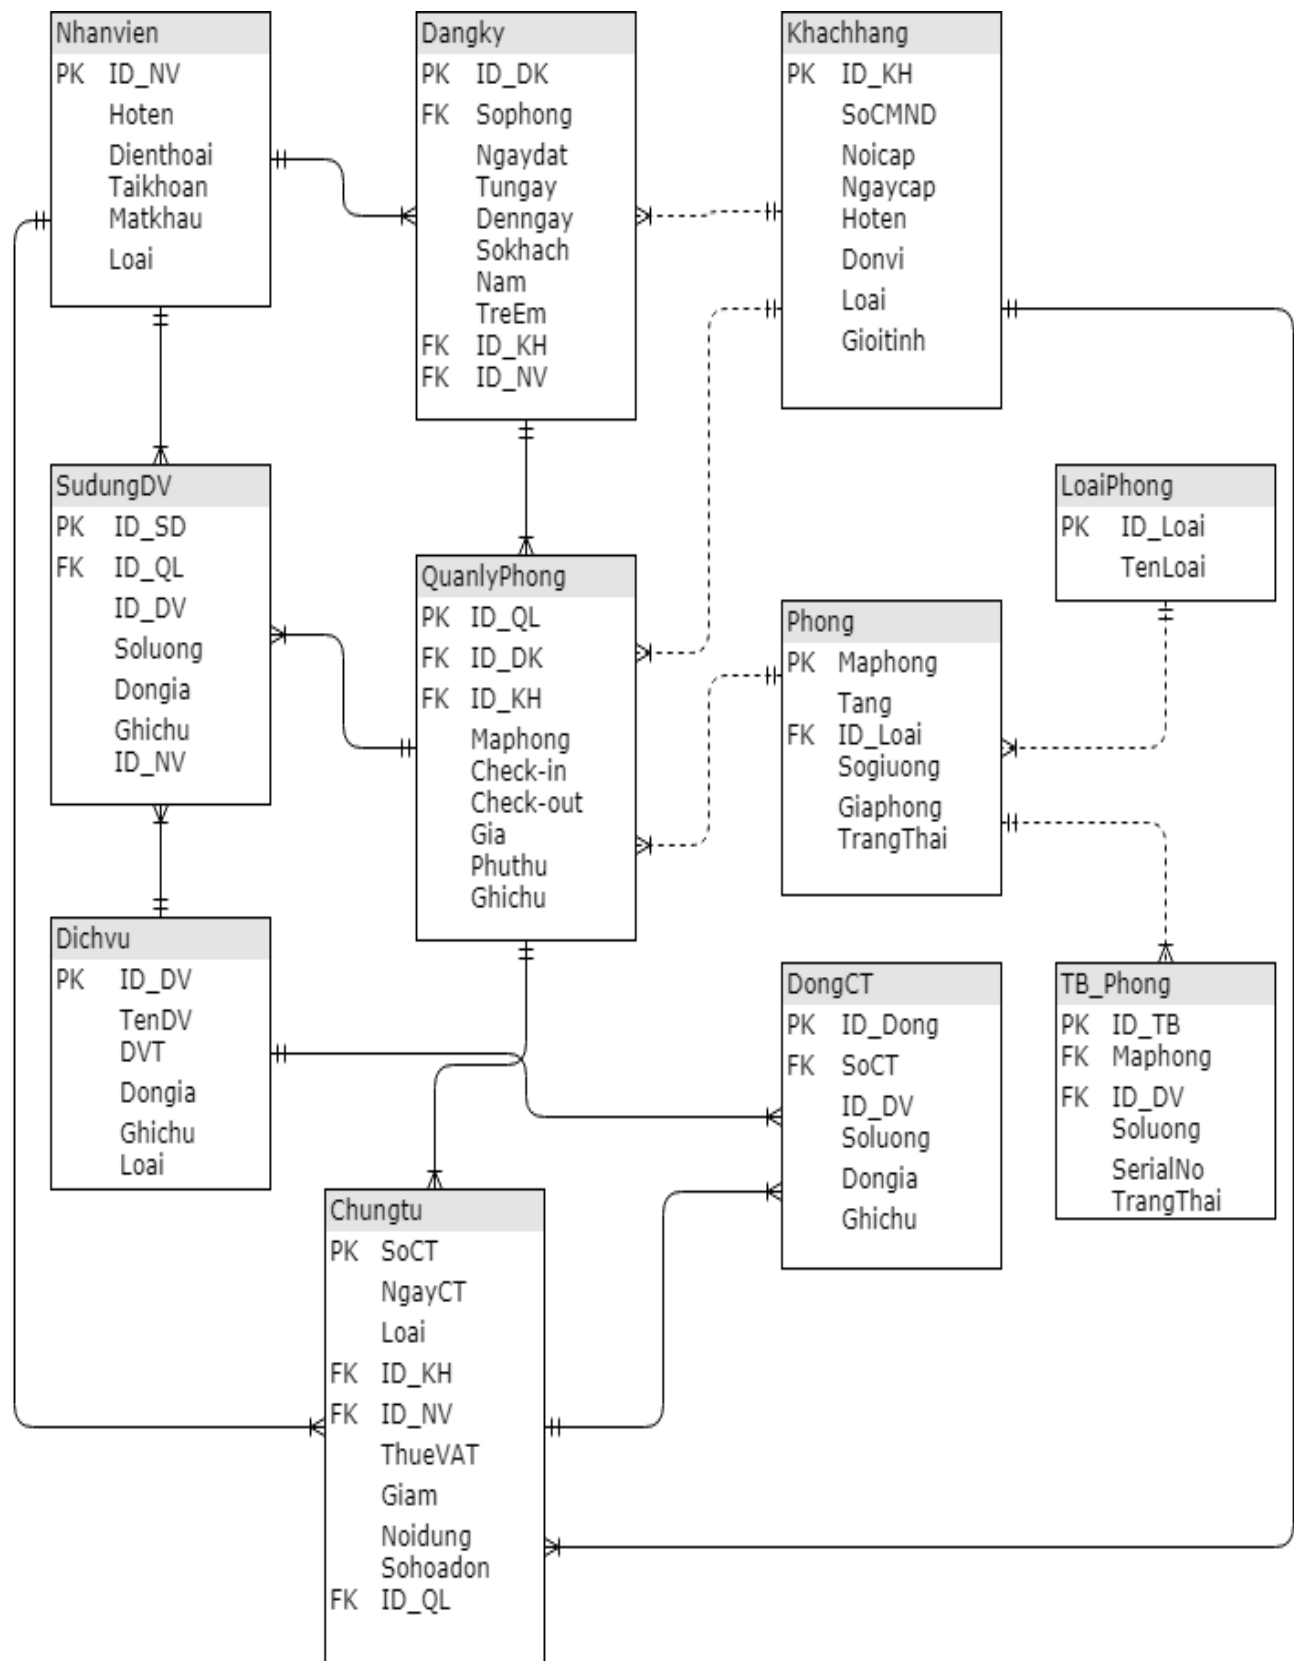 Nhanvien
PK ID_NV
Hoten
Dienthoai
Taikhoan
Matkhau
Loai
Dangky
PK ID_DK
FK Sophong
Ngaydat
Tungay
Denngay
Sokhach
Nam
TreEm
FK ID_KH
FK ID_NV
Khachhang
PK ID_KH
SoCMND
Noicap
Ngaycap
Hoten
Donvi
Loai
Gioitinh
SudungDV
PK ID_SD
FK ID_QL
ID_DV
Soluong
Dongia
Ghichu
ID_NV
QuanlyPhong
PK ID_QL
FK ID_DK
FK ID_KH
Maphong
Check-in
Check-out
Gia
Phuthu
Ghichu
Phong
PK Maphong
Tang
FK ID_Loai
Sogiuong
Giaphong
TrangThai
LoaiPhong
PK ID_Loai
TenLoai
Dichvu
PK ID_DV
TenDV
DVT
Dongia
Ghichu
Loai
DongCT
PK ID_Dong
FK SoCT
ID_DV
Soluong
Dongia
Ghichu
TB_Phong
PK ID_TB
FK Maphong
FK ID_DV
Soluong
SerialNo
TrangThai
Chungtu
PK SoCT
NgayCT
Loai
FK ID_KH
FK ID_NV
ThueVAT
Giam
Noidung
Sohoadon
FK ID_QL